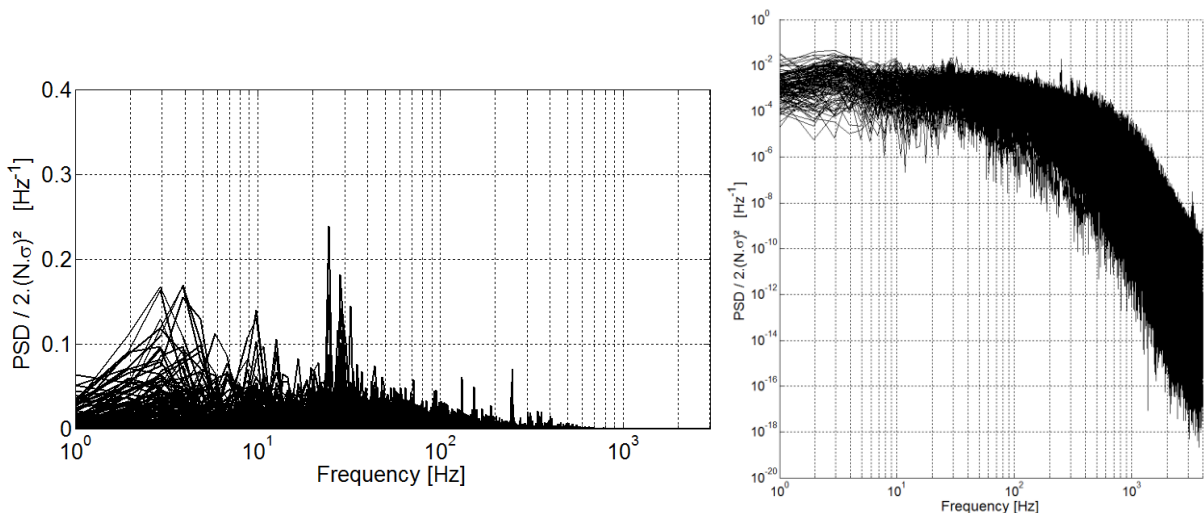 0.4
0.3
0.2
0.1
0
PSD / 2.(N.σ)² [Hz⁻¹]
10⁰ 10¹ 10² 10³
Frequency [Hz]
10⁰
10⁻²
10⁻⁴
10⁻⁶
10⁻⁸
10⁻¹⁰
10⁻¹²
10⁻¹⁴
10⁻¹⁶
10⁻¹⁸
10⁻²⁰
PSD / 2.(N.σ)² [Hz⁻¹]
10⁰ 10¹ 10² 10³
Frequency [Hz]